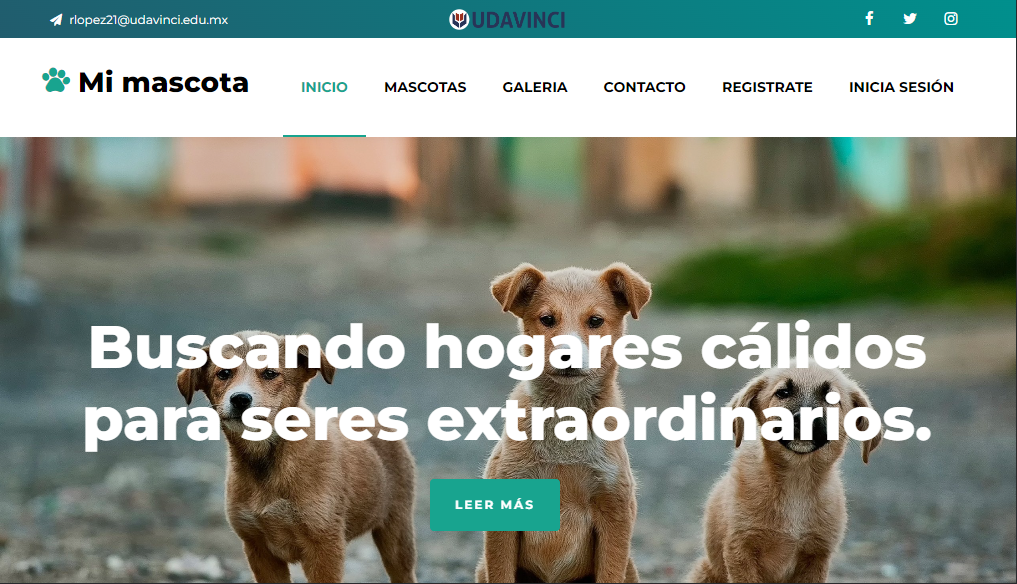 rlopez21@udavinci.edu.mx
UDAVINCI
Mi mascota
INICIO MASCOTAS GALERIA CONTACTO REGISTRATE INICIA SESIÓN
Buscando hogares cálidos
para seres extraordinarios.
LEER MÁS